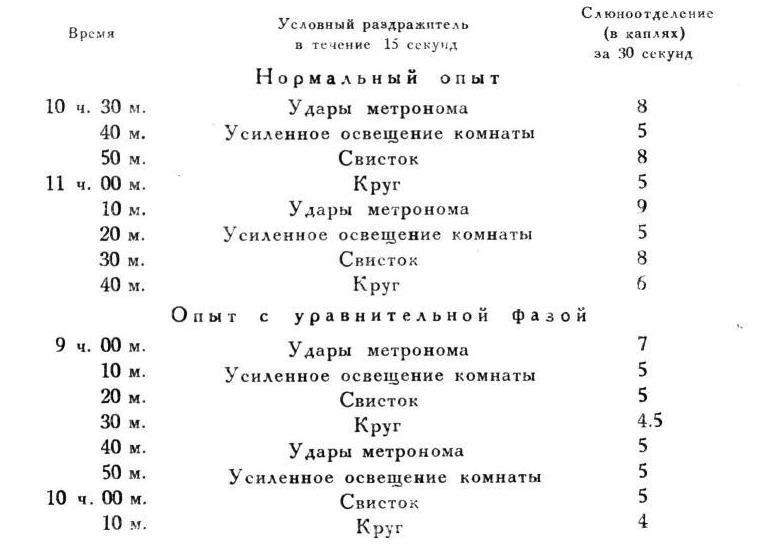 Время Условный раздражитель в течение 15 секунд Слюноотделение (в каплях) за 30 секунд
Нормальный опыт
10 ч. 30 м. Удары метронома 8
40 м. Усиленное освещение комнаты 5
50 м. Свисток 8
11 ч. 00 м. Круг 5
10 м. Удары метронома 9
20 м. Усиленное освещение комнаты 5
30 м. Свисток 8
40 м. Круг 6
Опыт с уравнительной фазой
9 ч. 00 м. Удары метронома 7
10 м. Усиленное освещение комнаты 5
20 м. Свисток 5
30 м. Круг 4.5
40 м. Удары метронома 5
50 м. Усиленное освещение комнаты 5
10 ч. 00 м. Свисток 5
10 м. Круг 4